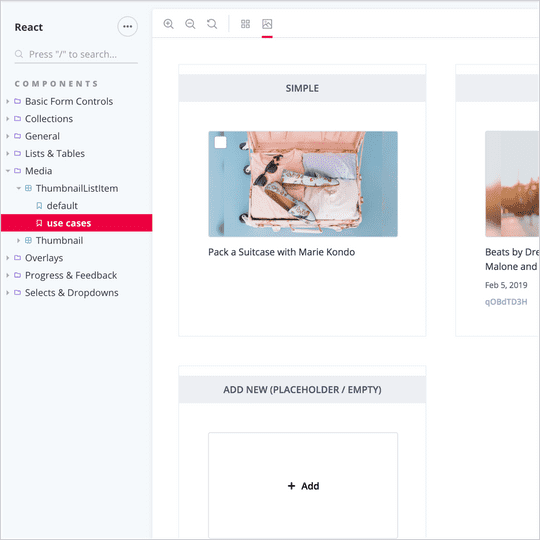 React
Press "/" to search...
COMPONENTS
Basic Form Controls
Collections
General
Lists & Tables
Media
ThumbnailListItem
default
use cases
Thumbnail
Overlays
Progress & Feedback
Selects & Dropdowns
SIMPLE
Pack a Suitcase with Marie Kondo
Beats by Dre
Malone and
Feb 5, 2019
qOBdTD3H
ADD NEW (PLACEHOLDER / EMPTY)
+ Add